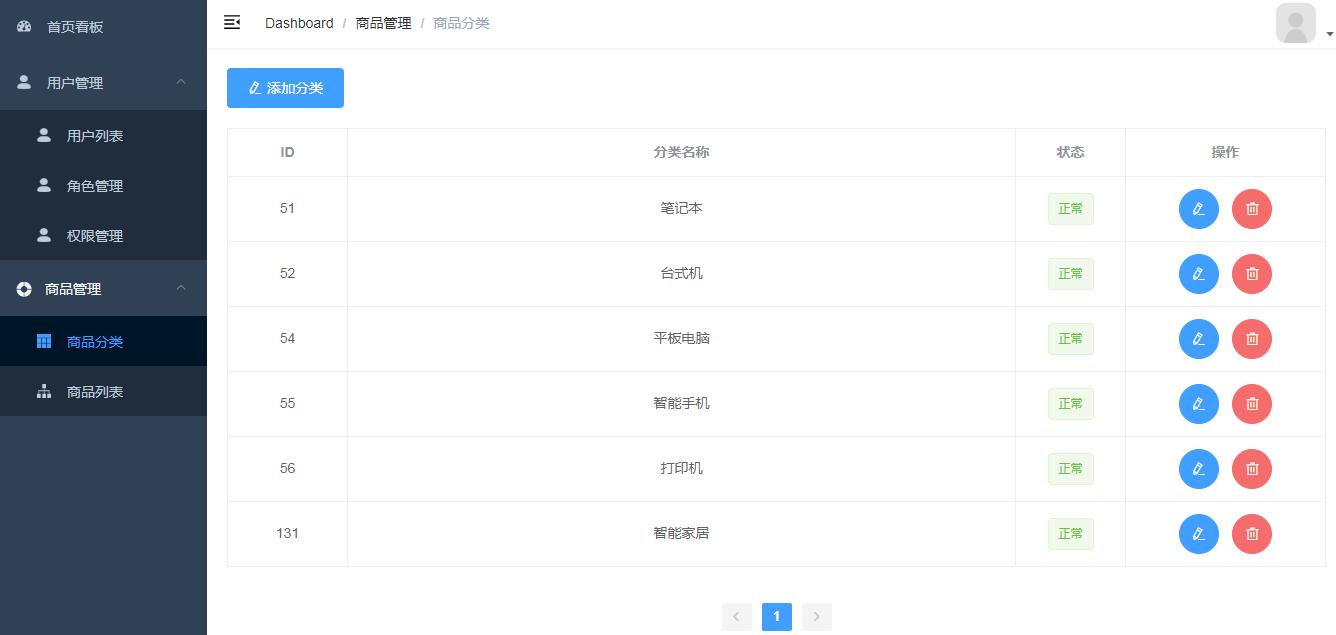 首页看板
用户管理
用户列表
角色管理
权限管理
商品管理
商品分类
商品列表
Dashboard / 商品管理 / 商品分类
添加分类
ID 分类名称 状态 操作
51 笔记本 正常
52 台式机 正常
54 平板电脑 正常
55 智能手机 正常
56 打印机 正常
131 智能家居 正常
1